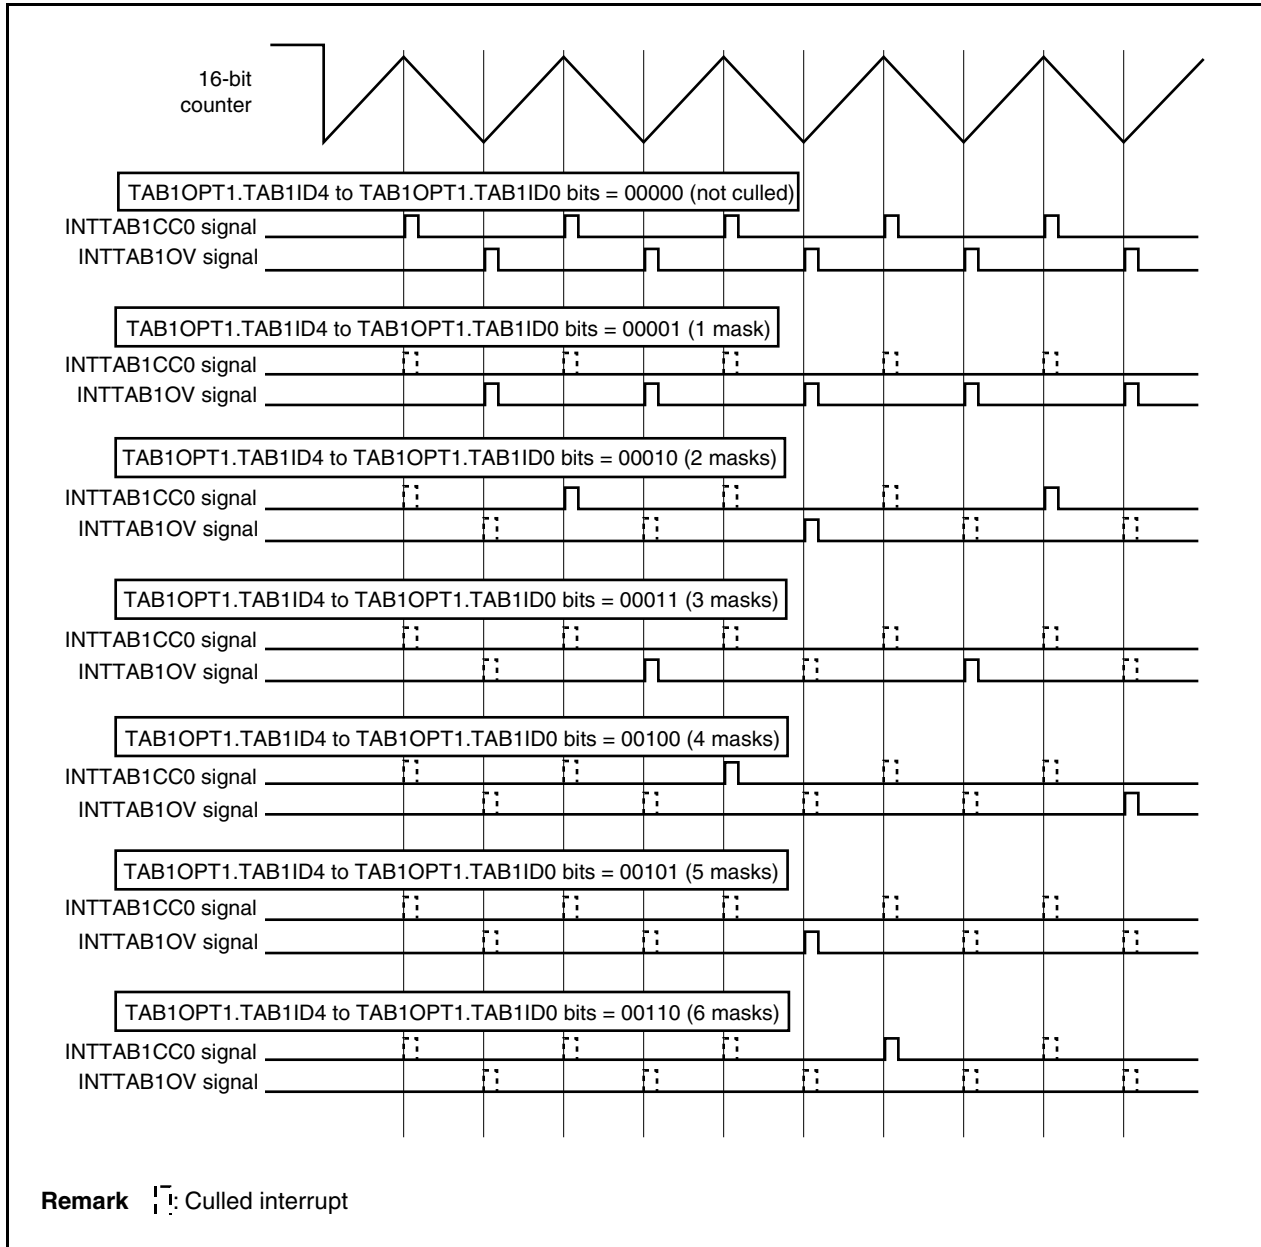 16-bit
counter
TAB1OPT1.TAB1ID4 to TAB1OPT1.TAB1ID0 bits = 00000 (not culled)
INTTAB1CC0 signal
INTTAB1OV signal
TAB1OPT1.TAB1ID4 to TAB1OPT1.TAB1ID0 bits = 00001 (1 mask)
INTTAB1CC0 signal
INTTAB1OV signal
TAB1OPT1.TAB1ID4 to TAB1OPT1.TAB1ID0 bits = 00010 (2 masks)
INTTAB1CC0 signal
INTTAB1OV signal
TAB1OPT1.TAB1ID4 to TAB1OPT1.TAB1ID0 bits = 00011 (3 masks)
INTTAB1CC0 signal
INTTAB1OV signal
TAB1OPT1.TAB1ID4 to TAB1OPT1.TAB1ID0 bits = 00100 (4 masks)
INTTAB1CC0 signal
INTTAB1OV signal
TAB1OPT1.TAB1ID4 to TAB1OPT1.TAB1ID0 bits = 00101 (5 masks)
INTTAB1CC0 signal
INTTAB1OV signal
TAB1OPT1.TAB1ID4 to TAB1OPT1.TAB1ID0 bits = 00110 (6 masks)
INTTAB1CC0 signal
INTTAB1OV signal
Remark : Culled interrupt